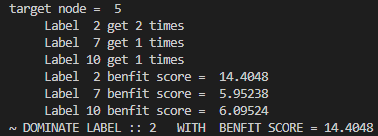 target node =  5
     Label  2 get 2 times
     Label  7 get 1 times
     Label 10 get 1 times
     Label  2 benfit score =  14.4048
     Label  7 benfit score =  5.95238
     Label 10 benfit score =  6.09524
~ DOMINATE LABEL :: 2   WITH  BENEFIT SCORE = 14.4048